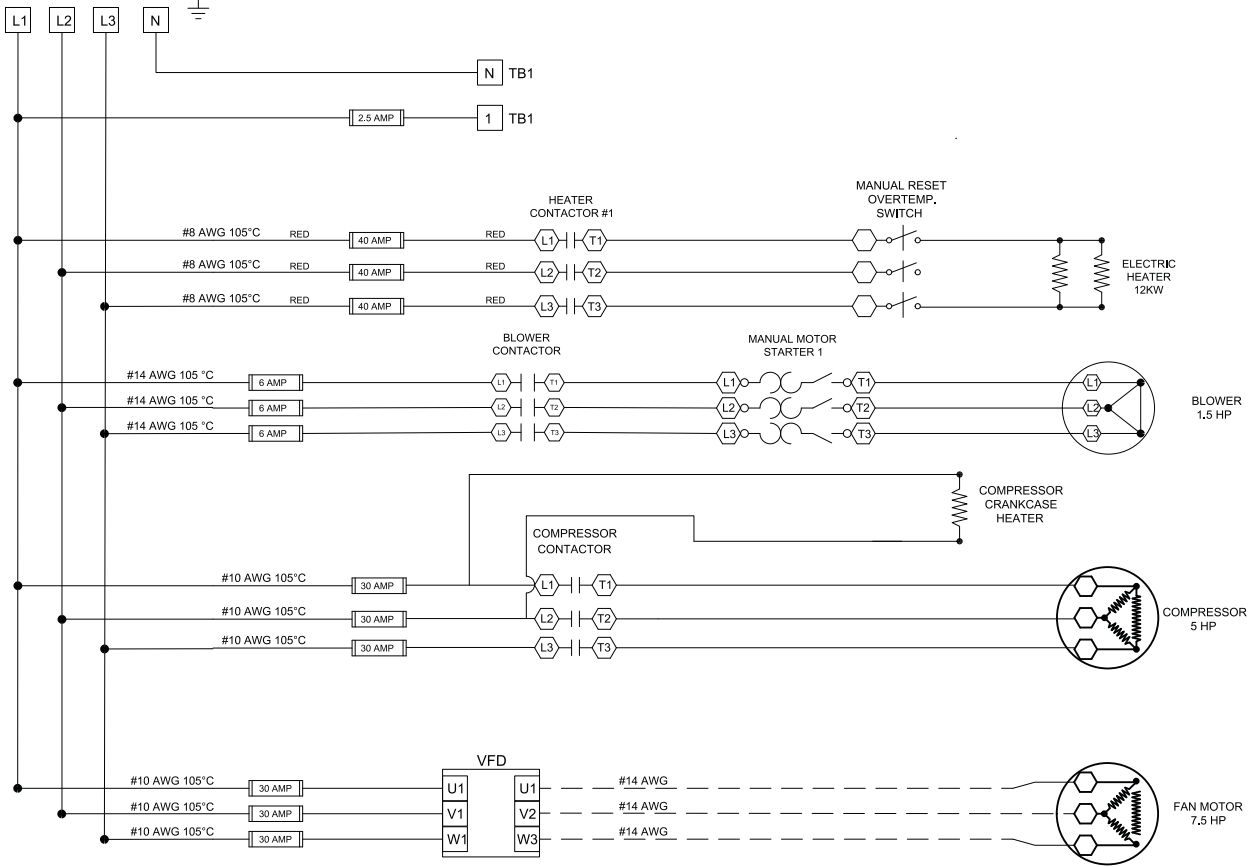 L1 L2 L3 N
N TB1
2.5 AMP 1 TB1
MANUAL RESET
OVERTEMP.
SWITCH
HEATER
CONTACTOR #1
#8 AWG 105°C RED 40 AMP RED L1 T1
#8 AWG 105°C RED 40 AMP RED L2 T2
#8 AWG 105°C RED 40 AMP RED L3 T3
ELECTRIC
HEATER
12KW
BLOWER
CONTACTOR
MANUAL MOTOR
STARTER 1
#14 AWG 105 °C 6 AMP L1 T1 L1 T1 L1
#14 AWG 105 °C 6 AMP L2 T2 L2 T2 L2
#14 AWG 105 °C 6 AMP L3 T3 L3 T3 L3
BLOWER
1.5 HP
COMPRESSOR
CRANKCASE
HEATER
COMPRESSOR
CONTACTOR
#10 AWG 105°C 30 AMP L1 T1
#10 AWG 105°C 30 AMP L2 T2
#10 AWG 105°C 30 AMP L3 T3
COMPRESSOR
5 HP
VFD
#10 AWG 105°C 30 AMP U1 U1 #14 AWG
#10 AWG 105°C 30 AMP V1 V2 #14 AWG
#10 AWG 105°C 30 AMP W1 W3 #14 AWG
FAN MOTOR
7.5 HP